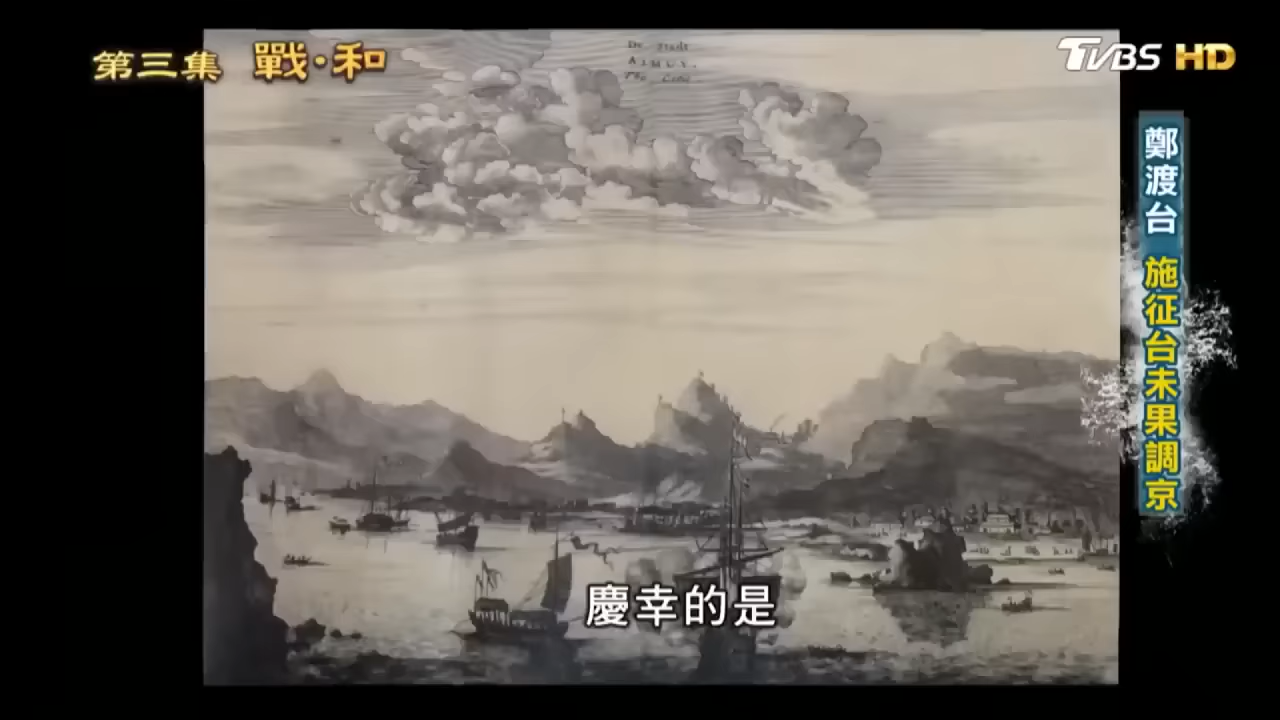 第三集 戰·和
De Stadt
AIMUY.
The
TVBS HD
鄭渡台 施征台未果調京
慶幸的是